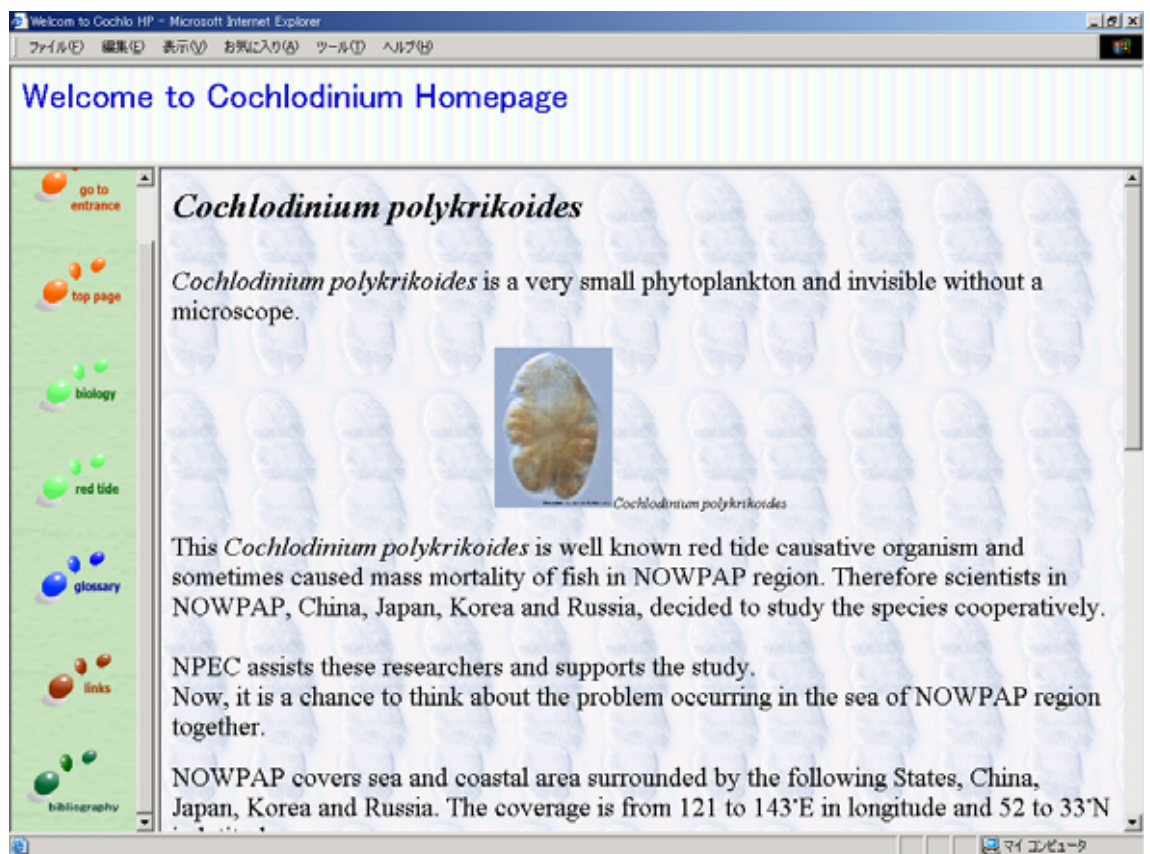 Welcom to Cochlo HP - Microsoft Internet Explorer
ファイル(F) 編集(E) 表示(V) お気に入り(A) ツール(T) ヘルプ(H)
Welcome to Cochlodinium Homepage
go to
entrance
top page
biology
red tide
glossary
links
bibliography
Cochlodinium polykrikoides
Cochlodinium polykrikoides is a very small phytoplankton and invisible without a
microscope.
Cochlodinium polykrikoides
This Cochlodinium polykrikoides is well known red tide causative organism and
sometimes caused mass mortality of fish in NOWPAP region. Therefore scientists in
NOWPAP, China, Japan, Korea and Russia, decided to study the species cooperatively.
NPEC assists these researchers and supports the study.
Now, it is a chance to think about the problem occurring in the sea of NOWPAP region
together.
NOWPAP covers sea and coastal area surrounded by the following States, China,
Japan, Korea and Russia. The coverage is from 121 to 143°E in longitude and 52 to 33°N
マイ コンピュータ